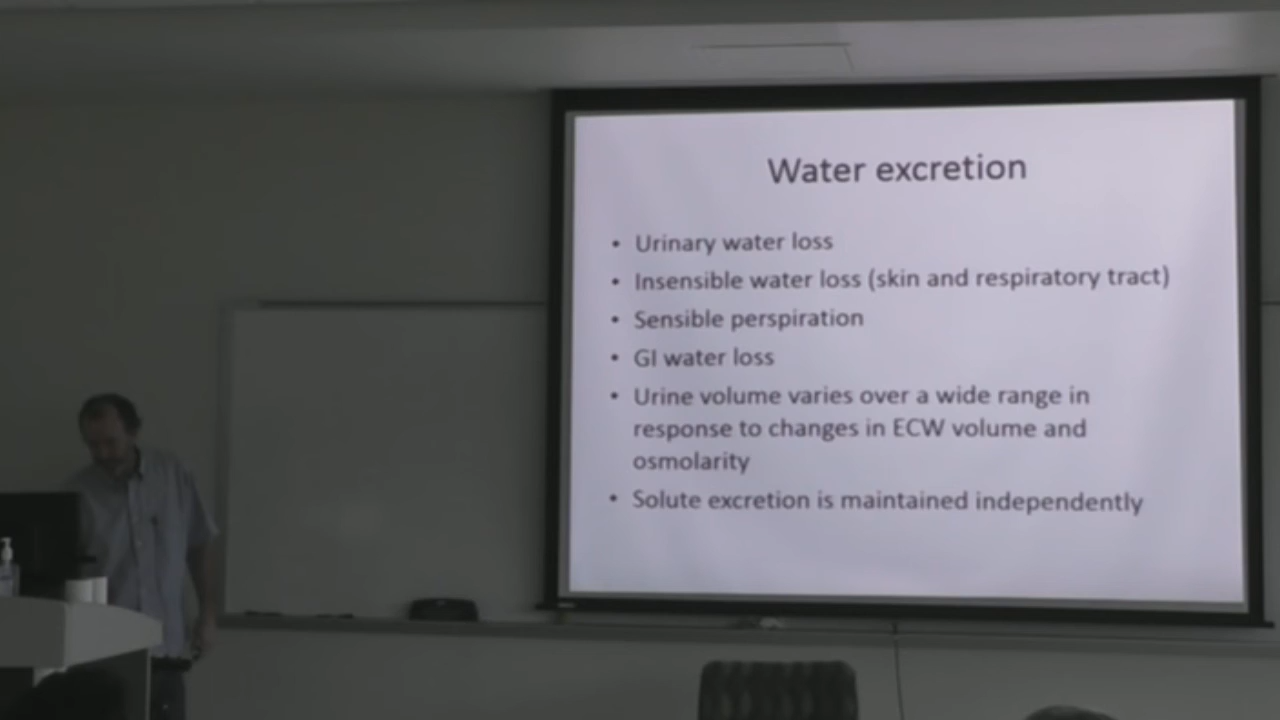 Water excretion
• Urinary water loss
• Insensible water loss (skin and respiratory tract)
• Sensible perspiration
• GI water loss
• Urine volume varies over a wide range in
response to changes in ECW volume and
osmolarity
• Solute excretion is maintained independently